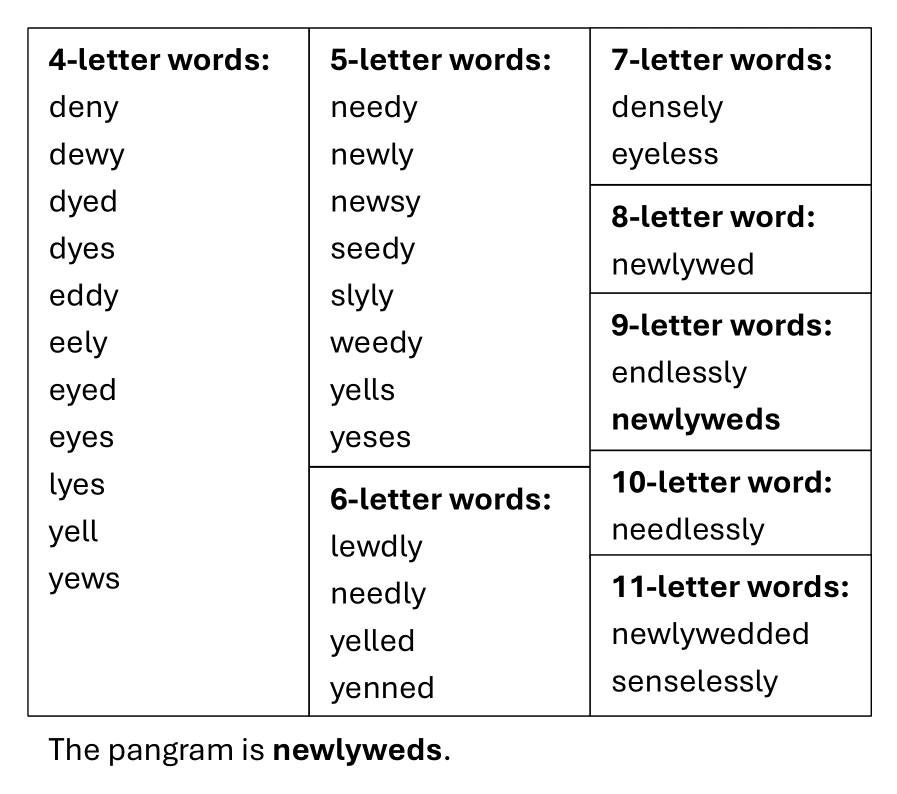 4-letter words:
deny
dewy
dyed
dyes
eddy
eely
eyed
eyes
lyes
yell
yews
5-letter words:
needy
newly
newsy
seedy
slyly
weedy
yells
yeses
6-letter words:
lewdly
needly
yelled
yenned
7-letter words:
densely
eyeless
8-letter word:
newlywed
9-letter words:
endlessly
newlyweds
10-letter word:
needlessly
11-letter words:
newlywedded
senselessly
The pangram is newlyweds.